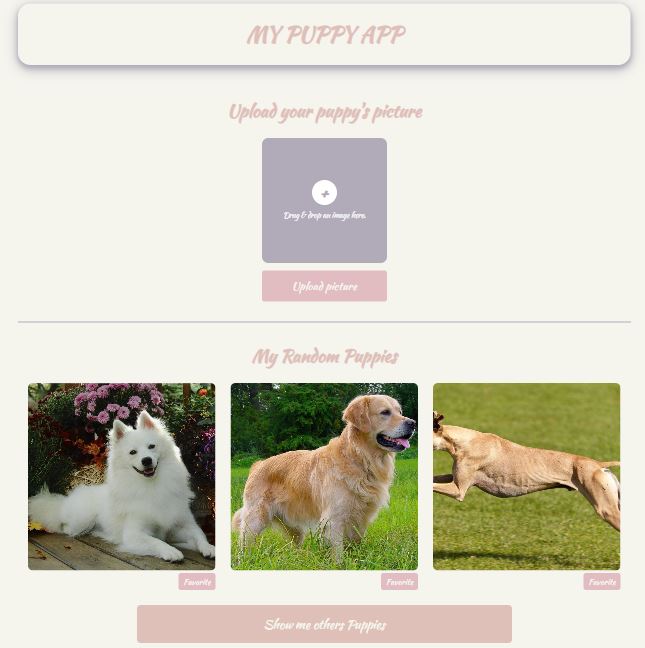 MY PUPPY APP
Upload your puppy's picture
+
Drag & drop an image here.
Upload picture
My Random Puppies
Favorite
Favorite
Favorite
Show me others Puppies